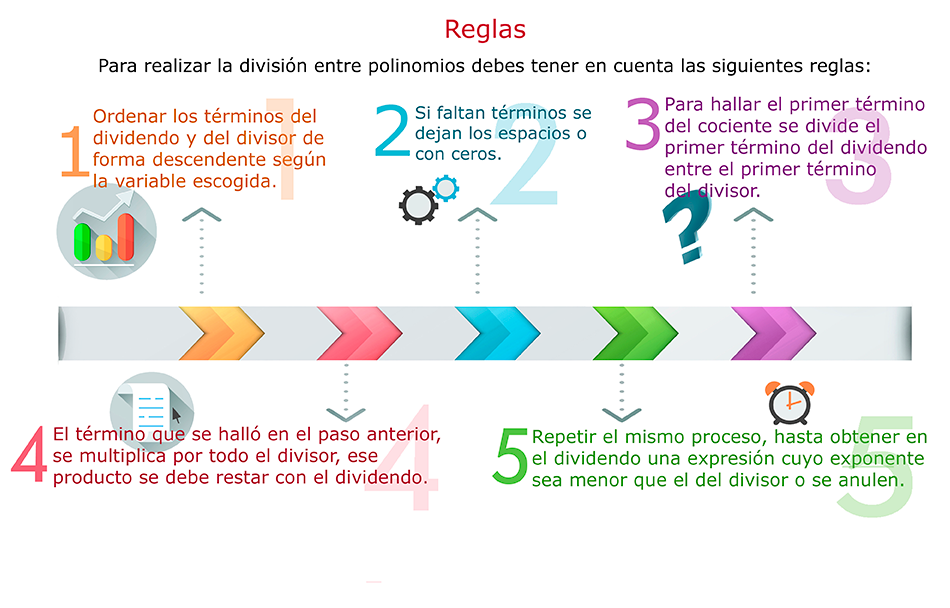 Reglas
Para realizar la división entre polinomios debes tener en cuenta las siguientes reglas:
1
Ordenar los términos del
dividendo y del divisor de
forma descendente según
la variable escogida.
1
2
Si faltan términos se
dejan los espacios o
con ceros.
2
3
Para hallar el primer término
del cociente se divide el
primer término del dividendo
entre el primer término
del divisor.
3
?
4
El término que se halló en el paso anterior,
se multiplica por todo el divisor, ese
producto se debe restar con el dividendo.
4
5
Repetir el mismo proceso, hasta obtener en
el dividendo una expresión cuyo exponente
sea menor que el del divisor o se anulen.
5